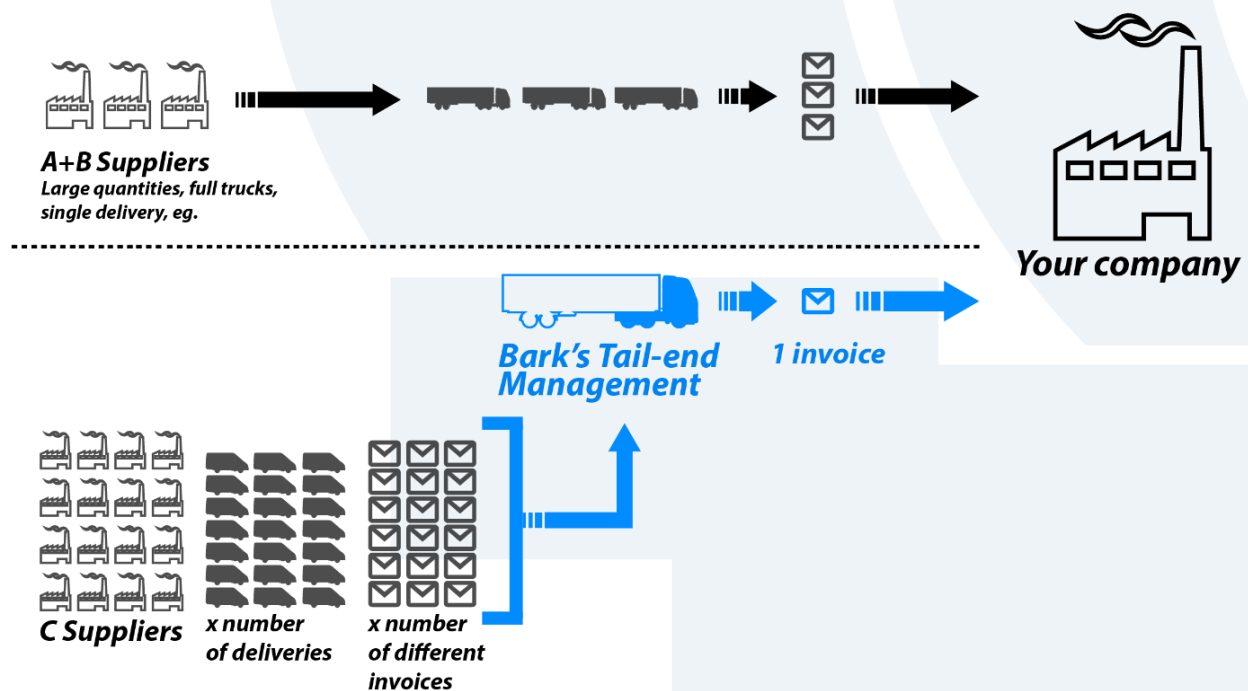 A+B Suppliers
Large quantities, full trucks,
single delivery, eg.
Your company
Bark's Tail-end
Management
1 invoice
C Suppliers
x number
of deliveries
x number
of different
invoices